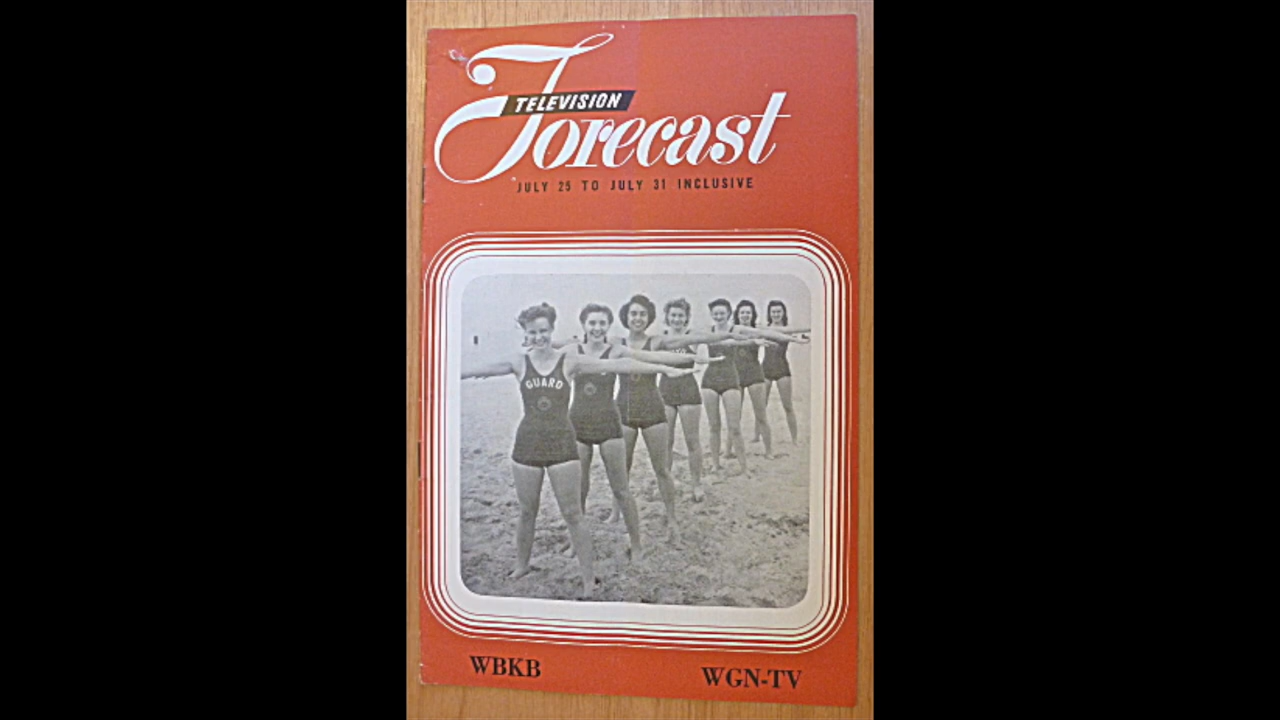 TELEVISION
Forecast
JULY 25 TO JULY 31 INCLUSIVE
GUARD
WBKB
WGN-TV